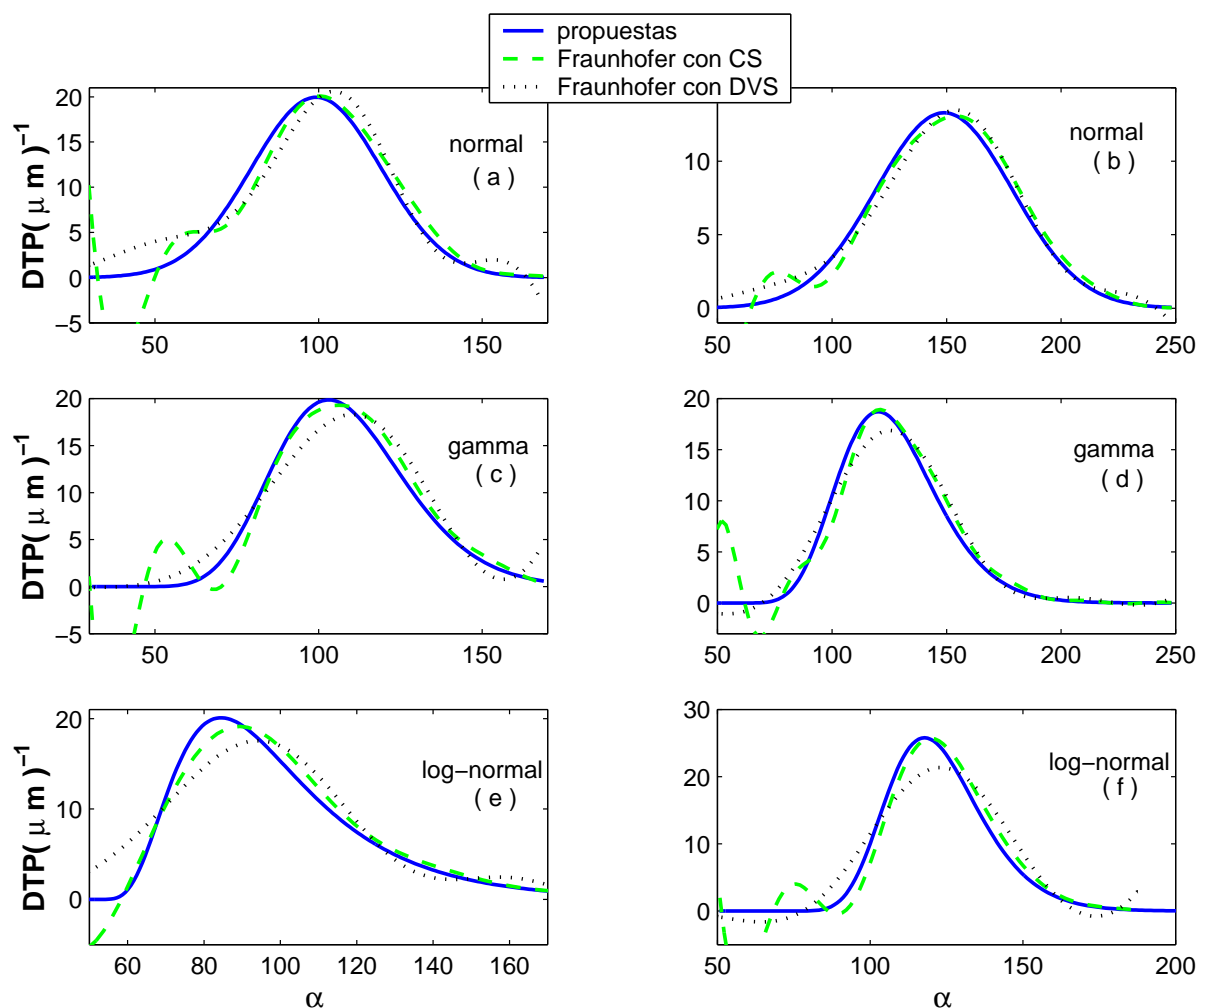 propuestas
Fraunhofer con CS
Fraunhofer con DVS
DTP( μ m )⁻¹
20
15
10
5
0
−5
50
100
150
normal
( a )
10
5
0
50
100
150
200
250
normal
( b )
DTP( μ m )⁻¹
20
15
10
5
0
−5
50
100
150
gamma
( c )
20
15
10
5
0
50
100
150
200
250
gamma
( d )
DTP( μ m )⁻¹
20
10
0
60
80
100
120
140
160
α
log−normal
( e )
30
20
10
0
50
100
150
200
α
log−normal
( f )